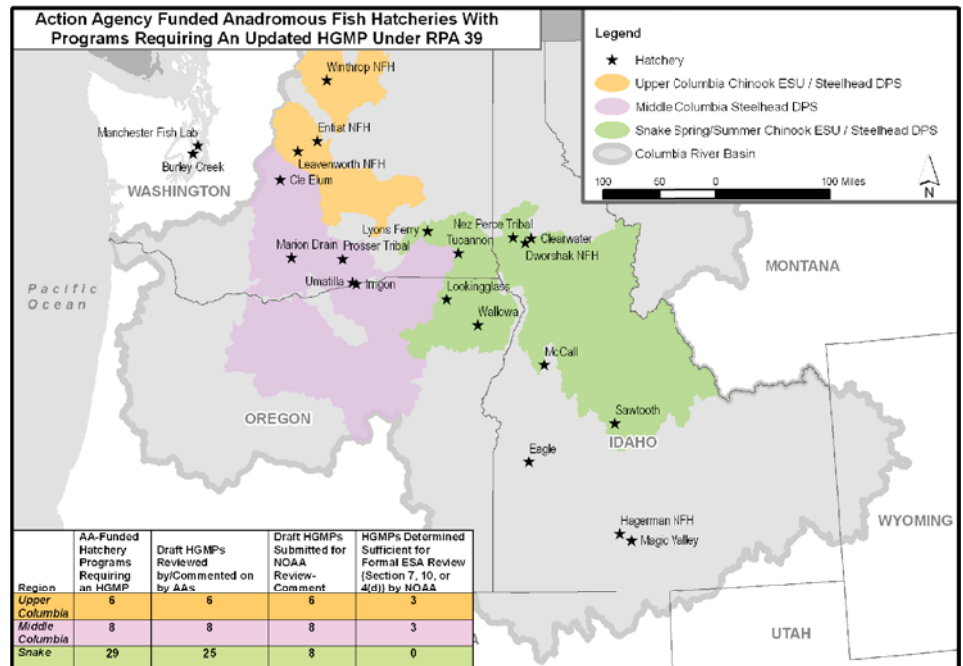 Action Agency Funded Anadromous Fish Hatcheries With
Programs Requiring An Updated HGMP Under RPA 39
Legend
Hatchery
Upper Columbia Chinook ESU / Steelhead DPS
Middle Columbia Steelhead DPS
Snake Spring/Summer Chinook ESU / Steelhead DPS
Columbia River Basin
100 50 0 100 Miles
N
Winthrop NFH
Entiat NFH
Manchester Fish Lab
Burley Creek
Leavenworth NFH
WASHINGTON
Cle Elum
Lyons Ferry
Nez Perce Tribal
Clearwater
Tucannon
Dworshak NFH
Marion Drain
Prosser Tribal
MONTANA
Pacific
Ocean
Umatilla
Irrigon
Lookingglass
Wallowa
McCall
OREGON
Sawtooth
IDAHO
Eagle
Hagerman NFH
Magic Valley
WYOMING
UTAH
A
Region
AA-Funded
Hatchery
Programs
Requiring
an HGMP
Draft HGMPs
Reviewed
by/Commented on
by AAs
Draft HGMPs
Submitted for
NOAA
Review-
Comment
HGMPs Determined
Sufficient for
Formal ESA Review
(Section 7, 10, or
4(d)) by NOAA
Upper
Columbia
6 6 6 3
Middle
Columbia
8 8 8 3
Snake 29 25 8 0